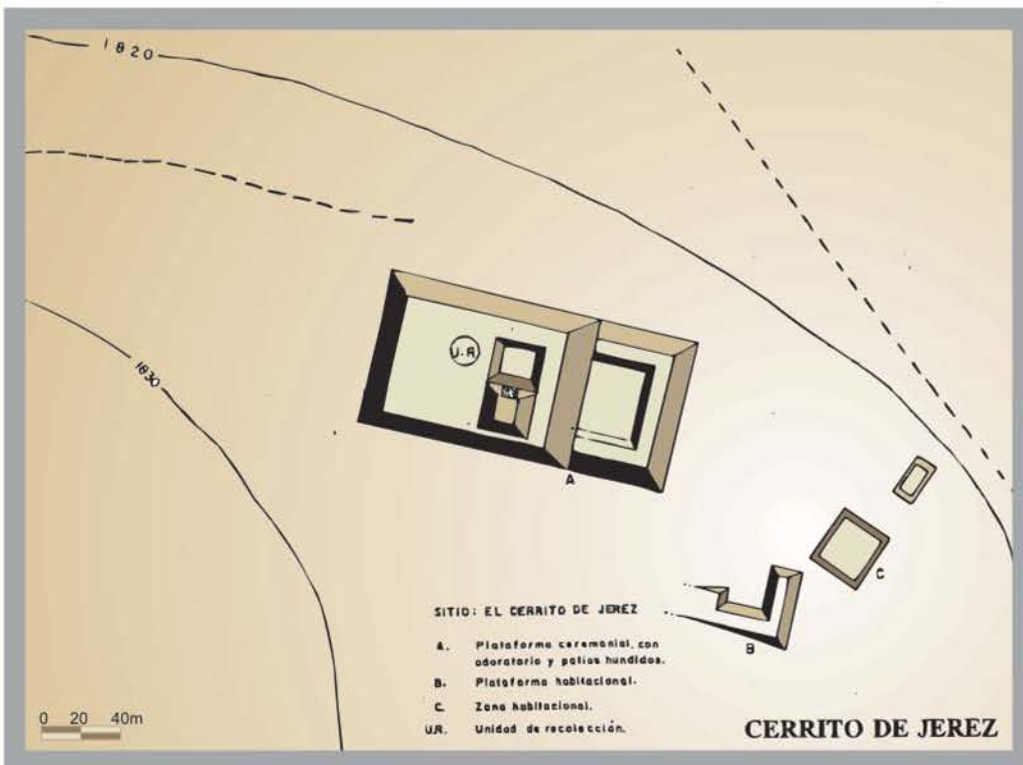 1820
1830
U.R
A
C
B
SITIO: EL CERRITO DE JEREZ
A. Plataforma ceremonial, con
adoratorio y patios hundidos.
B. Plataforma habitacional.
C. Zona habitacional.
U.R. Unidad de recolección.
0 20 40m
CERRITO DE JEREZ